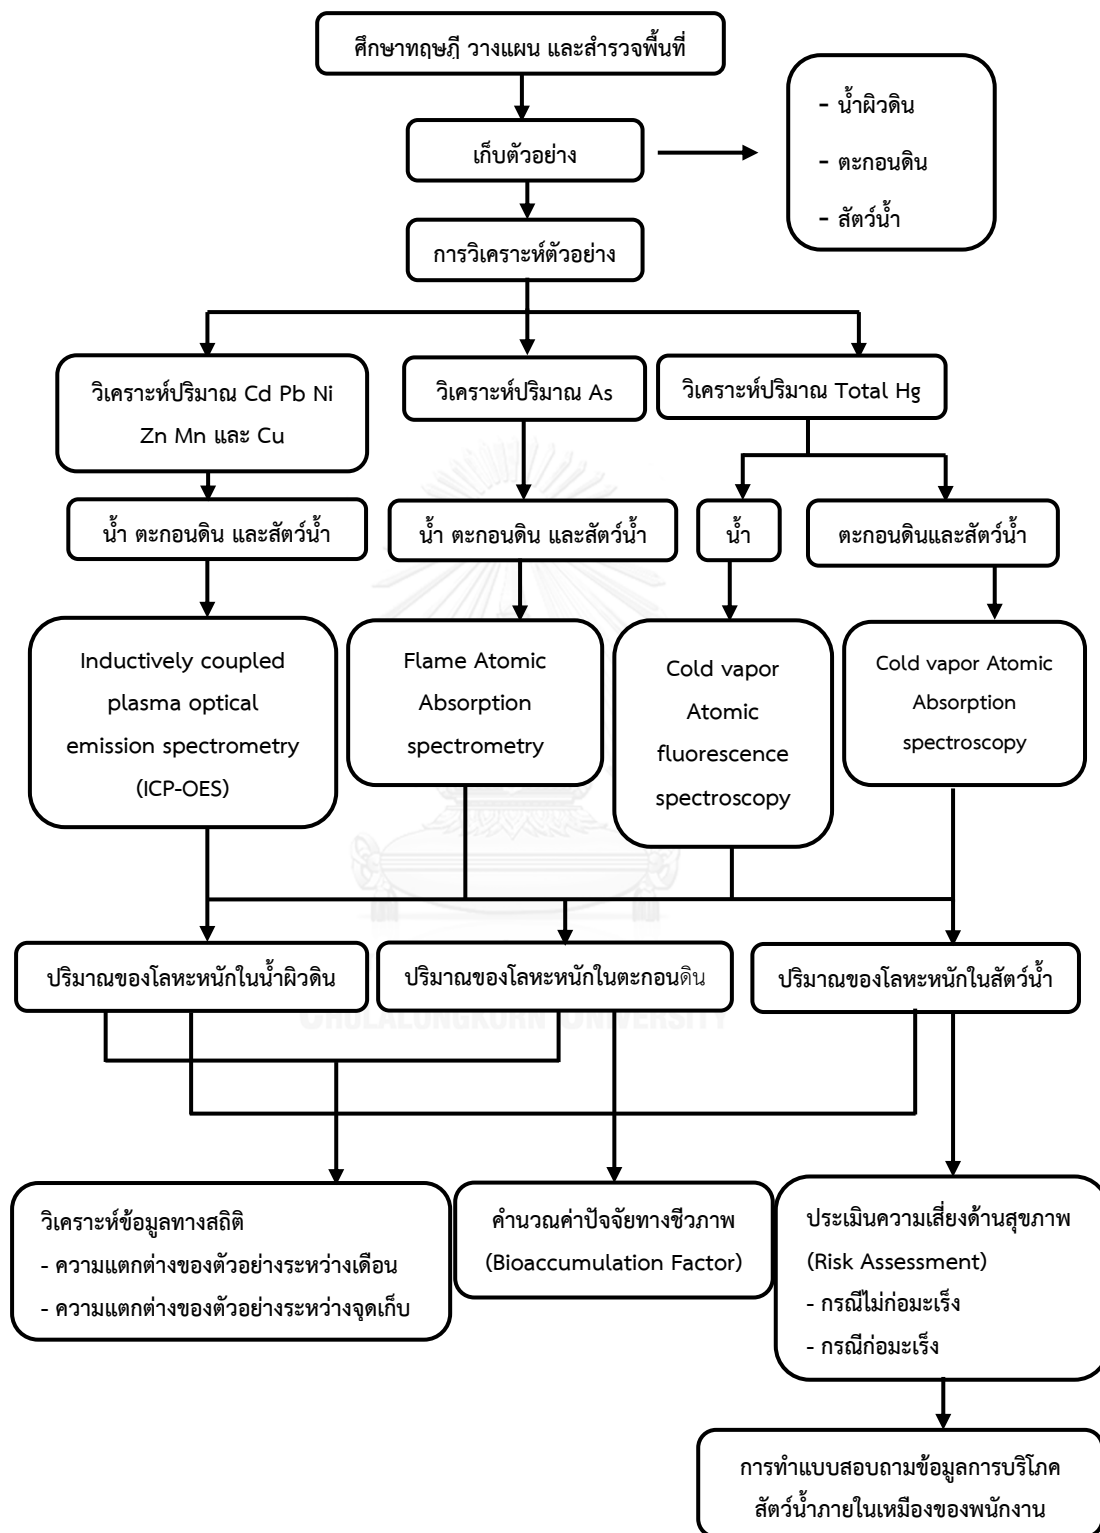 ศึกษาทฤษฎี วางแผน และสำรวจพื้นที่
เก็บตัวอย่าง
- น้ำผิวดิน
- ตะกอนดิน
- สัตว์น้ำ
การวิเคราะห์ตัวอย่าง
วิเคราะห์ปริมาณ Cd Pb Ni
Zn Mn และ Cu
วิเคราะห์ปริมาณ As
วิเคราะห์ปริมาณ Total Hg
น้ำ ตะกอนดิน และสัตว์น้ำ
น้ำ ตะกอนดิน และสัตว์น้ำ
น้ำ
ตะกอนดินและสัตว์น้ำ
Inductively coupled
plasma optical
emission spectrometry
(ICP-OES)
Flame Atomic
Absorption
spectrometry
Cold vapor
Atomic
fluorescence
spectroscopy
Cold vapor Atomic
Absorption
spectroscopy
ปริมาณของโลหะหนักในน้ำผิวดิน
ปริมาณของโลหะหนักในตะกอนดิน
ปริมาณของโลหะหนักในสัตว์น้ำ
CHULALONGKORN UNIVERSITY
วิเคราะห์ข้อมูลทางสถิติ
- ความแตกต่างของตัวอย่างระหว่างเดือน
- ความแตกต่างของตัวอย่างระหว่างจุดเก็บ
คำนวณค่าปัจจัยทางชีวภาพ
(Bioaccumulation Factor)
ประเมินความเสี่ยงด้านสุขภาพ
(Risk Assessment)
- กรณีไม่ก่อมะเร็ง
- กรณีก่อมะเร็ง
การทำแบบสอบถามข้อมูลการบริโภค
สัตว์น้ำภายในเหมืองของพนักงาน